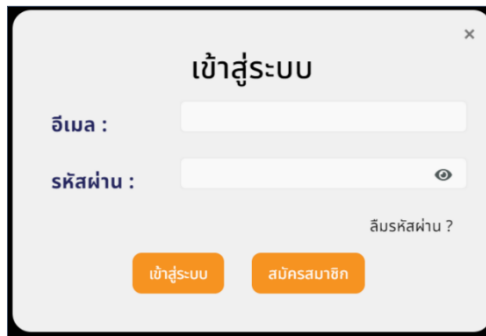 ×
เข้าสู่ระบบ
อีเมล :
รหัสผ่าน :
ลืมรหัสผ่าน ?
เข้าสู่ระบบ สมัครสมาชิก